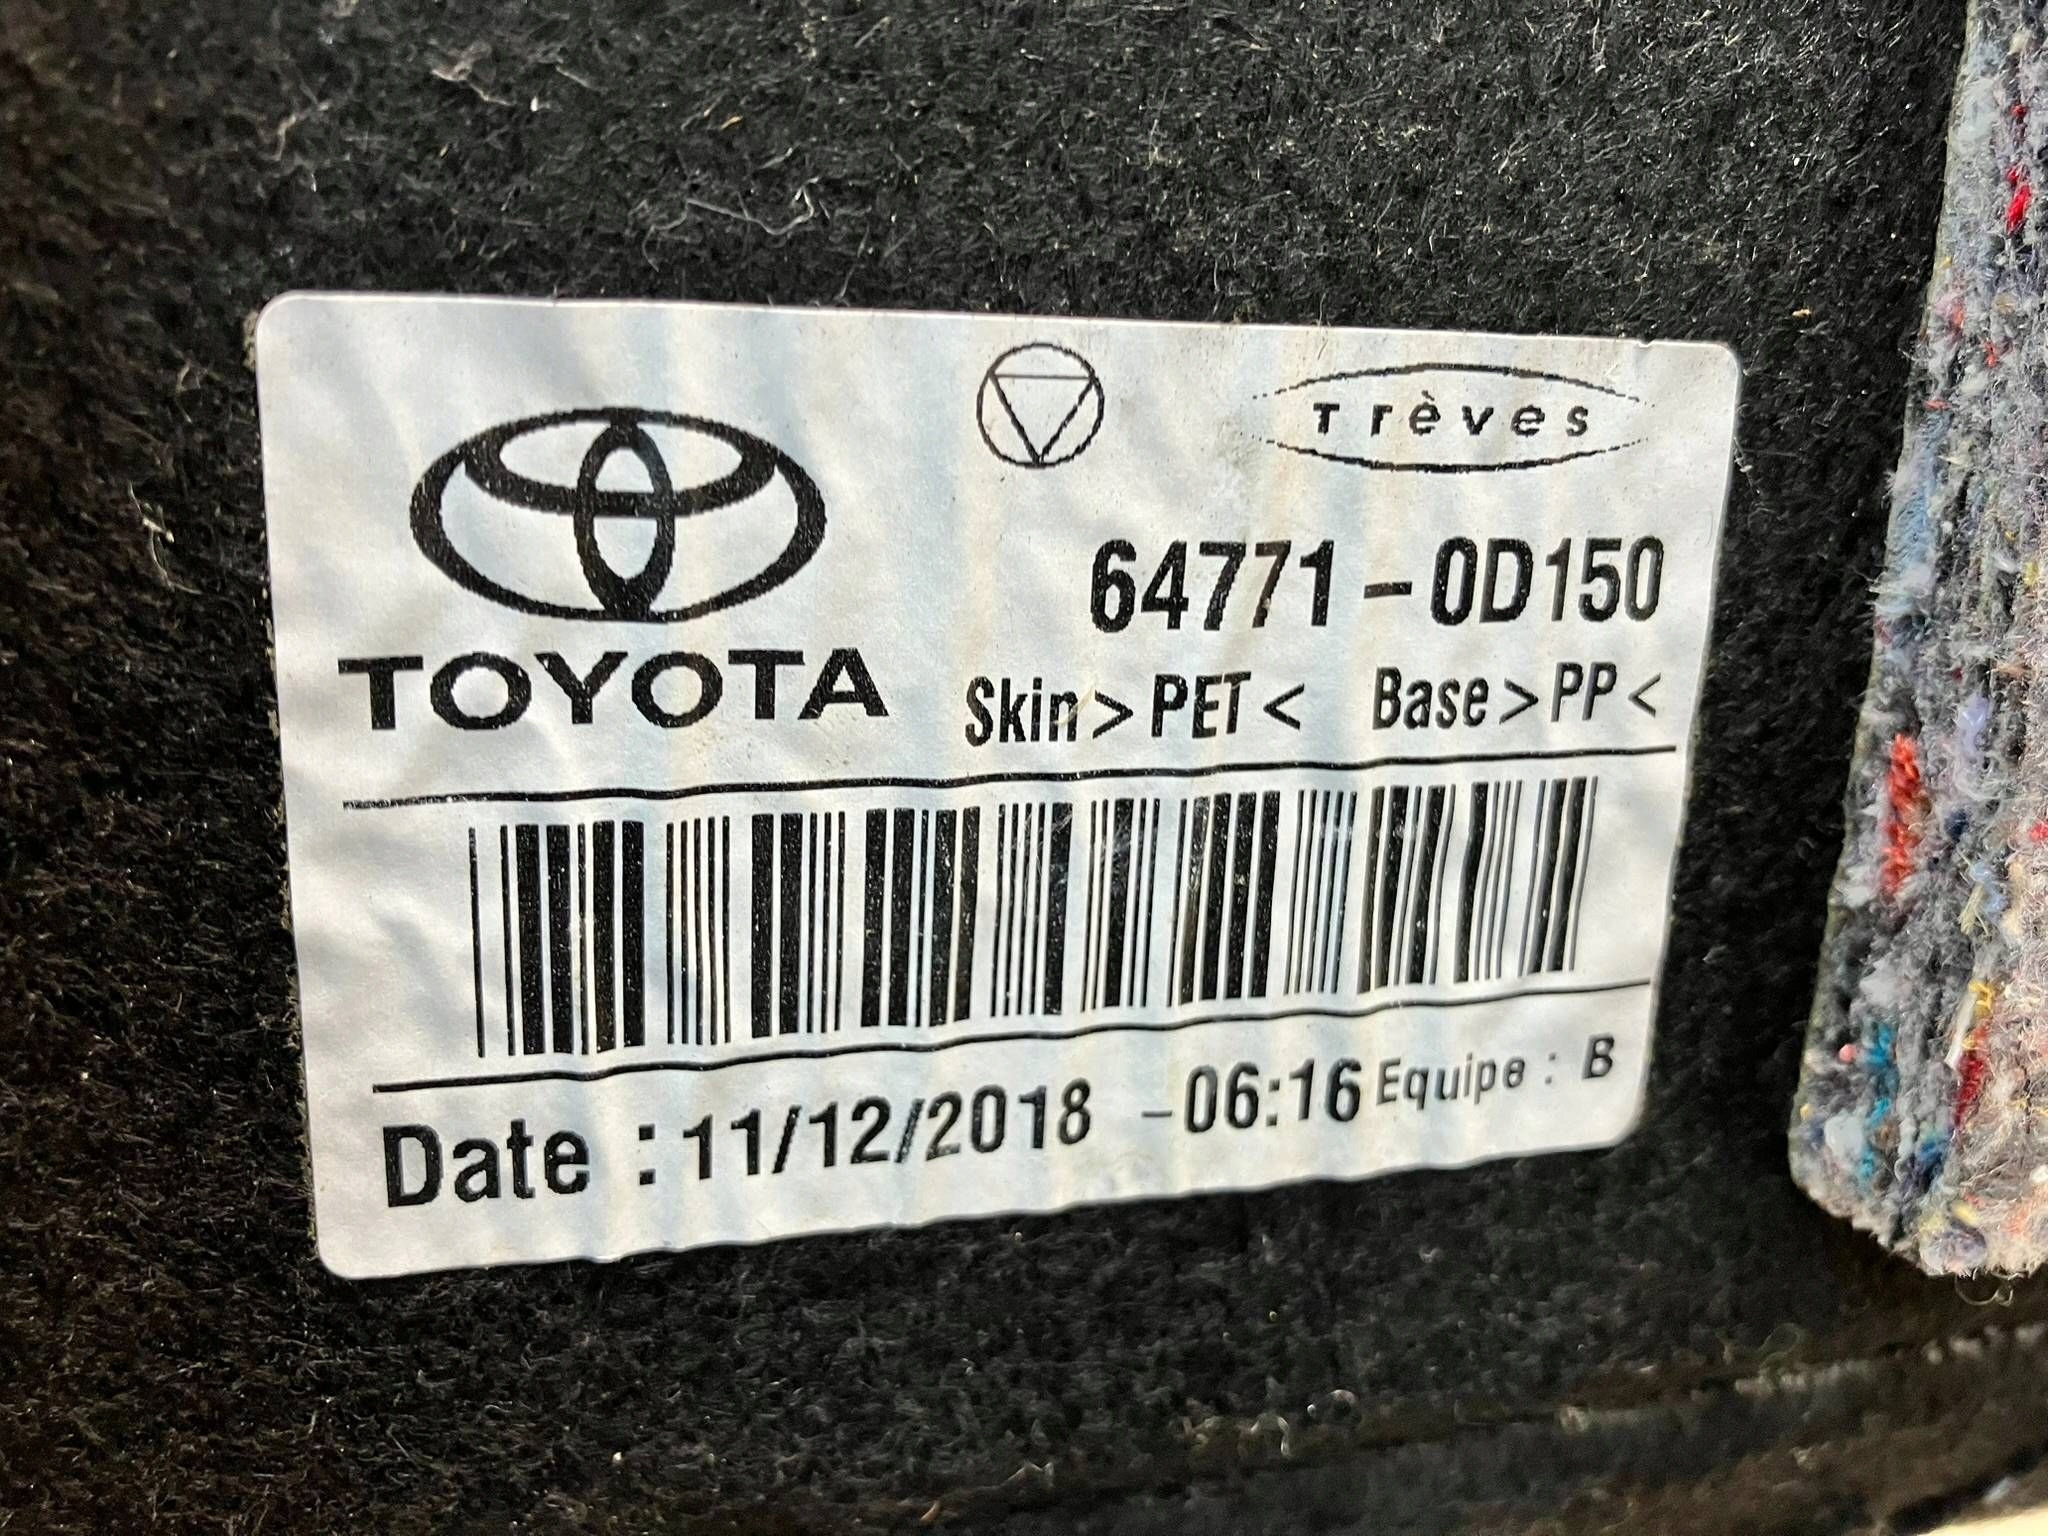 Trèves
64771-0D150
TOYOTA
Skin>PET< Base>PP<
Date : 11/12/2018 -06:16 Equipe : B